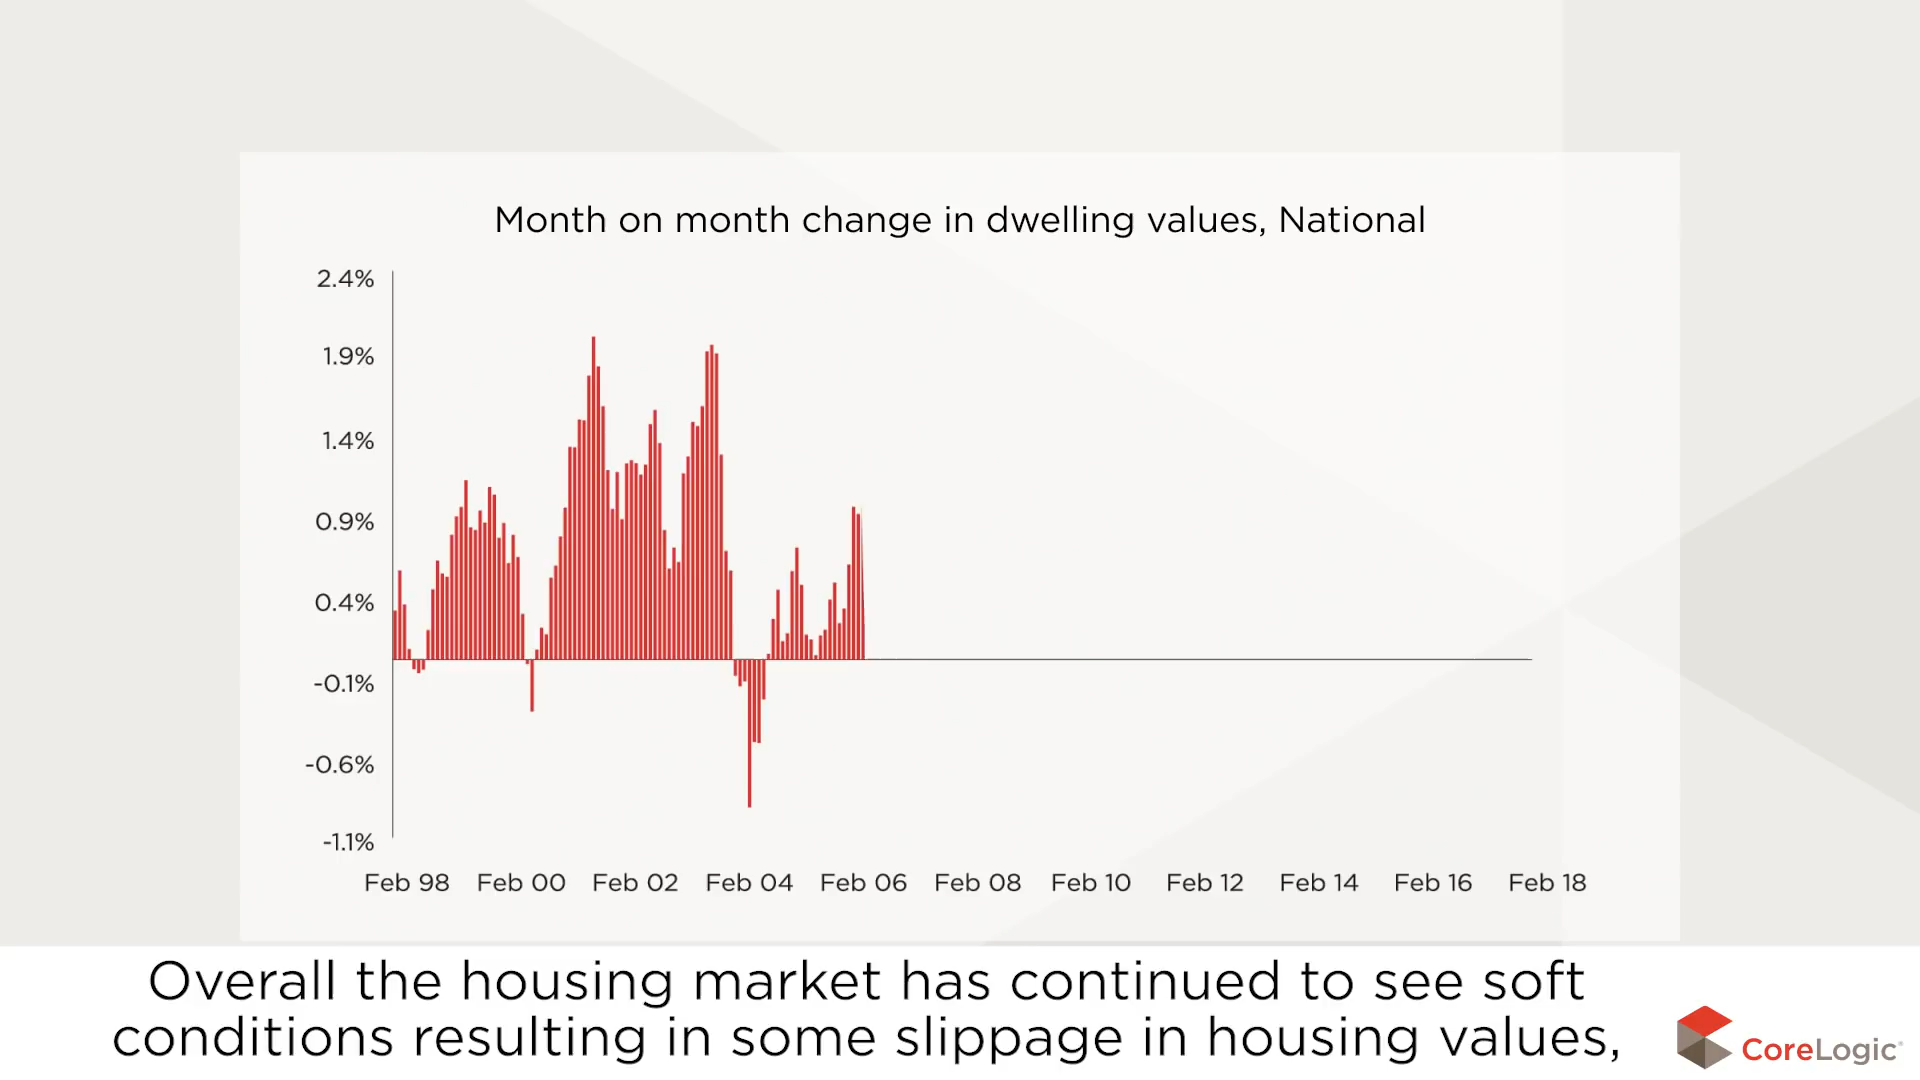 Month on month change in dwelling values, National
2.4%
1.9%
1.4%
0.9%
0.4%
-0.1%
-0.6%
-1.1%
Feb 98 Feb 00 Feb 02 Feb 04 Feb 06 Feb 08 Feb 10 Feb 12 Feb 14 Feb 16 Feb 18
Overall the housing market has continued to see soft
conditions resulting in some slippage in housing values,
CoreLogic®